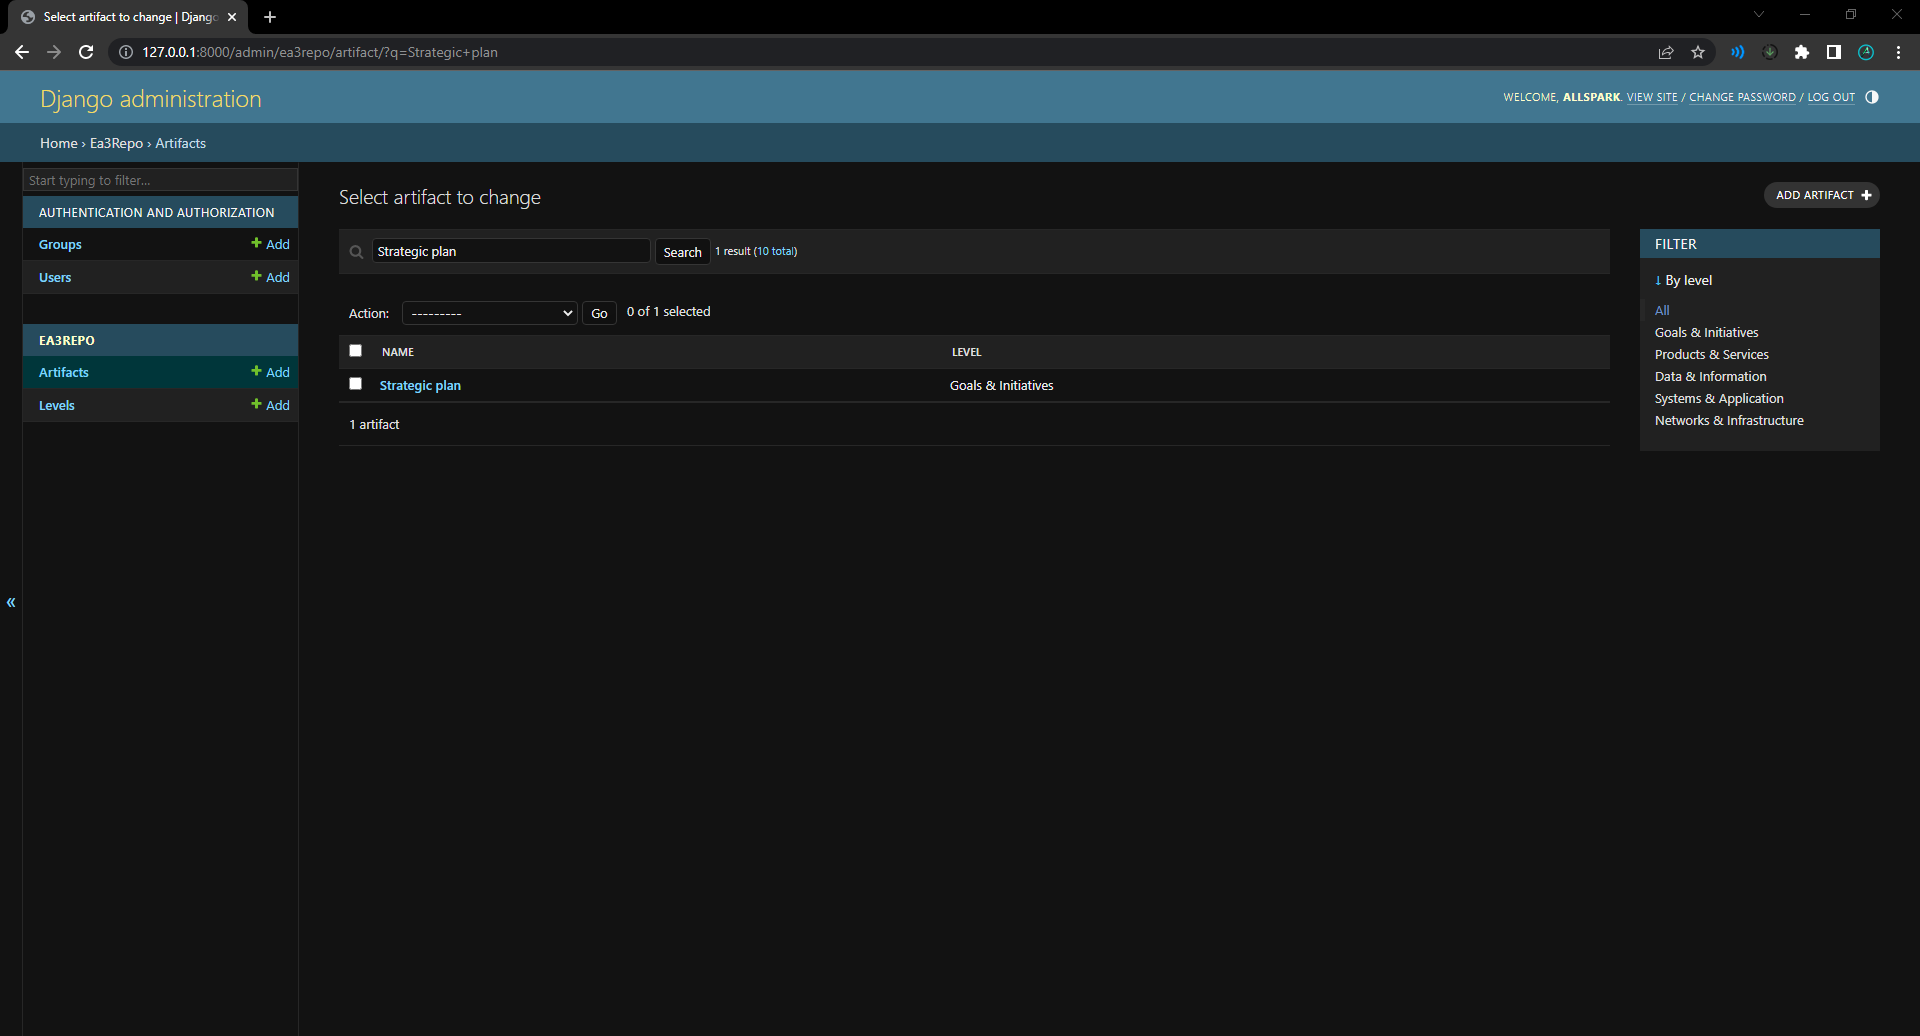 Select artifact to change | Django
127.0.0.1:8000/admin/ea3repo/artifact/?q=Strategic+plan
Django administration
WELCOME, ALLSPARK. VIEW SITE / CHANGE PASSWORD / LOG OUT
Home › Ea3Repo › Artifacts
Start typing to filter...
AUTHENTICATION AND AUTHORIZATION
Groups + Add
Users + Add
EA3REPO
Artifacts + Add
Levels + Add
«
Select artifact to change
ADD ARTIFACT +
Strategic plan Search 1 result (10 total)
Action: --------- Go 0 of 1 selected
NAME LEVEL
Strategic plan Goals & Initiatives
1 artifact
FILTER
↓ By level
All
Goals & Initiatives
Products & Services
Data & Information
Systems & Application
Networks & Infrastructure